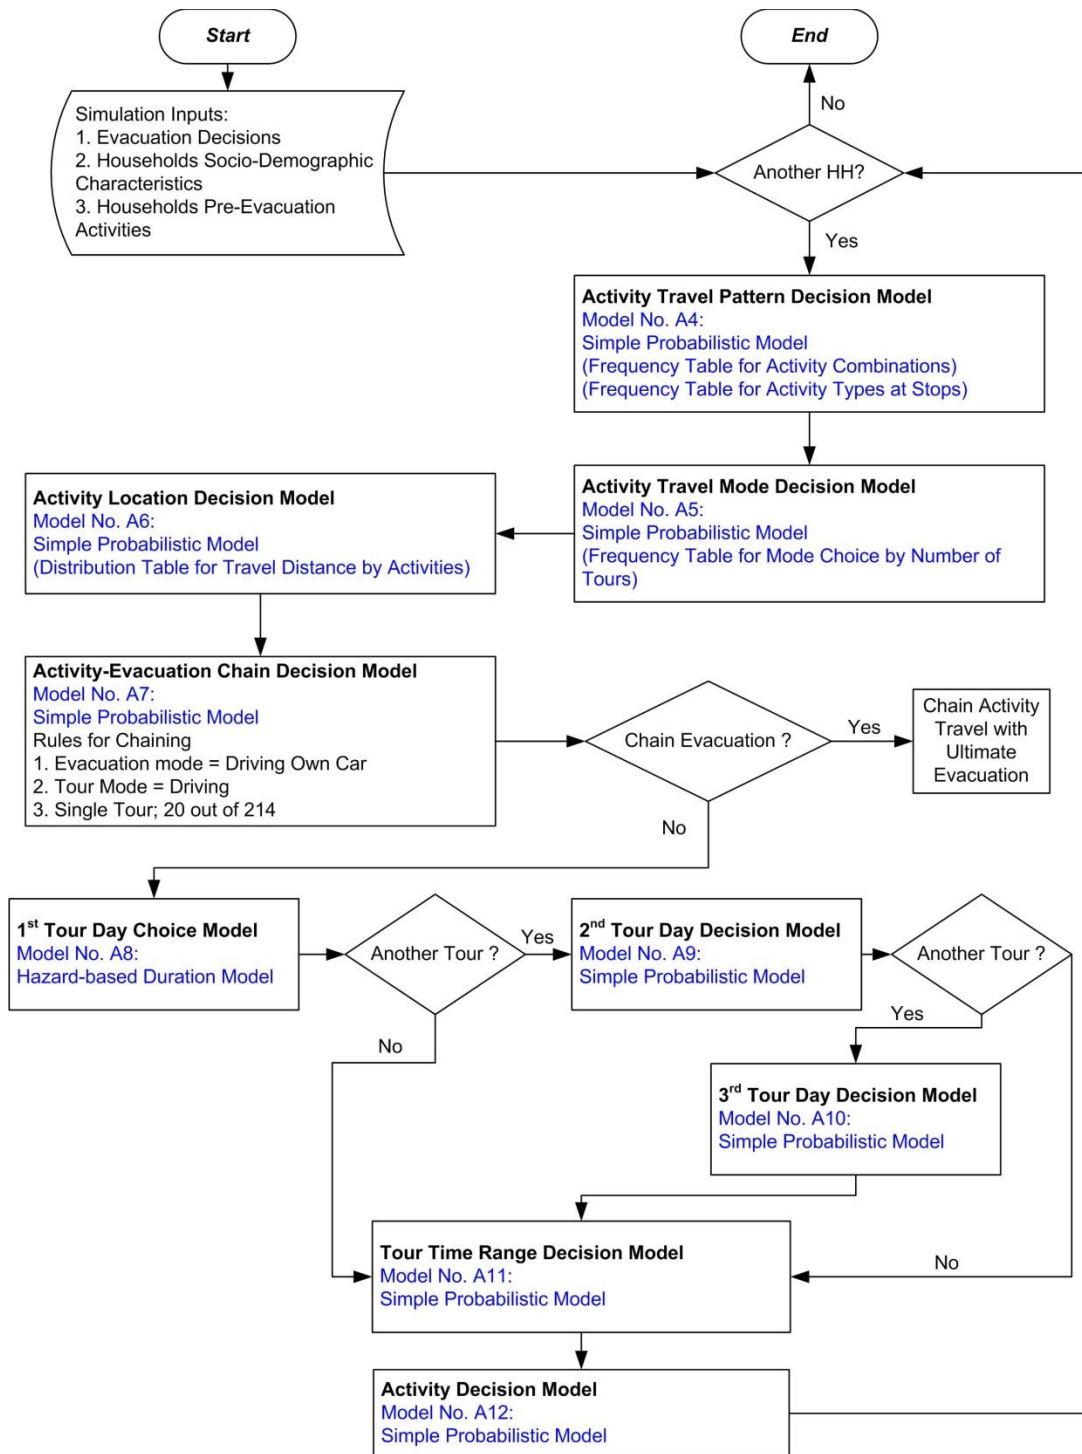 Start
End
Simulation Inputs:
1. Evacuation Decisions
2. Households Socio-Demographic
Characteristics
3. Households Pre-Evacuation
Activities
No
Another HH?
Yes
Activity Travel Pattern Decision Model
Model No. A4:
Simple Probabilistic Model
(Frequency Table for Activity Combinations)
(Frequency Table for Activity Types at Stops)
Activity Travel Mode Decision Model
Model No. A5:
Simple Probabilistic Model
(Frequency Table for Mode Choice by Number of
Tours)
Activity Location Decision Model
Model No. A6:
Simple Probabilistic Model
(Distribution Table for Travel Distance by Activities)
Activity-Evacuation Chain Decision Model
Model No. A7:
Simple Probabilistic Model
Rules for Chaining
1. Evacuation mode = Driving Own Car
2. Tour Mode = Driving
3. Single Tour; 20 out of 214
Chain Evacuation ?
Yes
Chain Activity
Travel with
Ultimate
Evacuation
No
1st Tour Day Choice Model
Model No. A8:
Hazard-based Duration Model
Another Tour ?
Yes
2nd Tour Day Decision Model
Model No. A9:
Simple Probabilistic Model
Another Tour ?
Yes
No
3rd Tour Day Decision Model
Model No. A10:
Simple Probabilistic Model
Tour Time Range Decision Model
Model No. A11:
Simple Probabilistic Model
No
Activity Decision Model
Model No. A12:
Simple Probabilistic Model